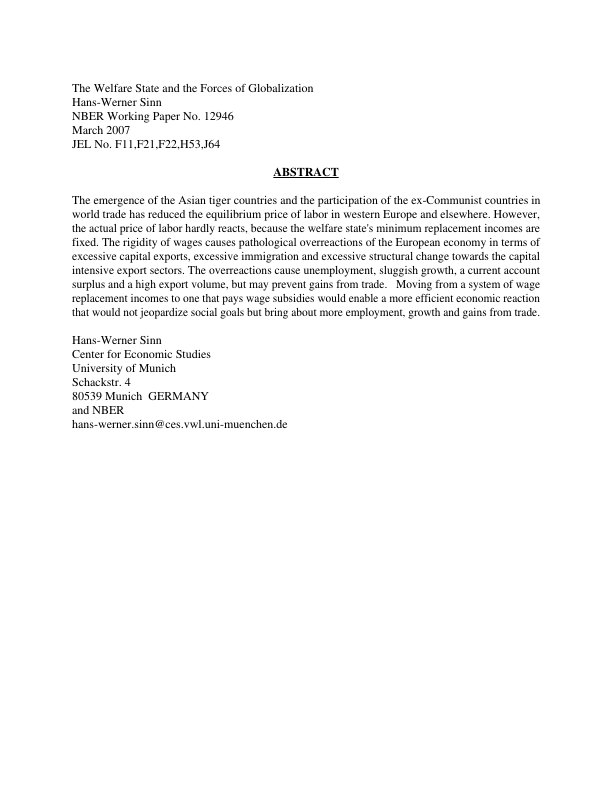 The Welfare State and the Forces of Globalization
Hans-Werner Sinn
NBER Working Paper No. 12946
March 2007
JEL No. F11,F21,F22,H53,J64
ABSTRACT
The emergence of the Asian tiger countries and the participation of the ex-Communist countries in
world trade has reduced the equilibrium price of labor in western Europe and elsewhere. However,
the actual price of labor hardly reacts, because the welfare state's minimum replacement incomes are
fixed. The rigidity of wages causes pathological overreactions of the European economy in terms of
excessive capital exports, excessive immigration and excessive structural change towards the capital
intensive export sectors. The overreactions cause unemployment, sluggish growth, a current account
surplus and a high export volume, but may prevent gains from trade.   Moving from a system of wage
replacement incomes to one that pays wage subsidies would enable a more efficient economic reaction
that would not jeopardize social goals but bring about more employment, growth and gains from trade.
Hans-Werner Sinn
Center for Economic Studies
University of Munich
Schackstr. 4
80539 Munich  GERMANY
and NBER
hans-werner.sinn@ces.vwl.uni-muenchen.de